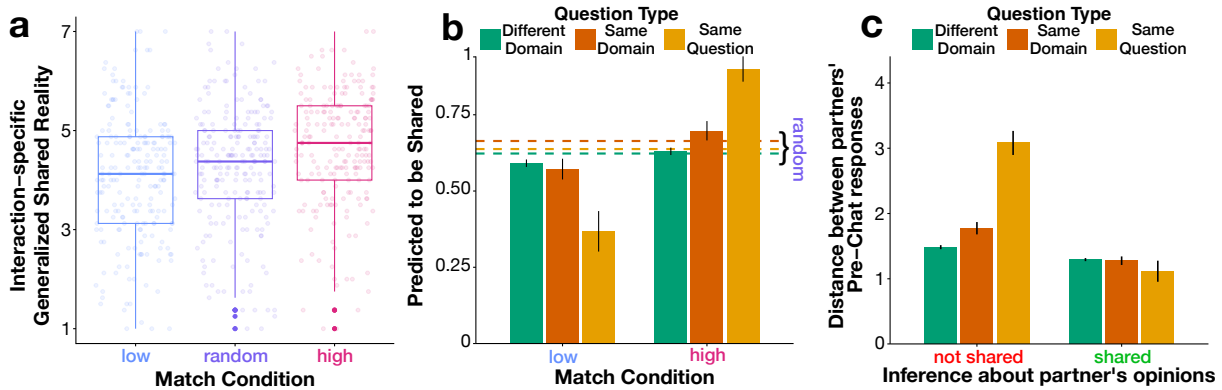 a
Interaction−specific
Generalized Shared Reality
7
5
3
1
low random high
Match Condition
b
Question Type
Different Domain
Same Domain
Same Question
Predicted to be Shared
1
0.75
0.50
0.25
0
random
low high
Match Condition
c
Question Type
Different Domain
Same Domain
Same Question
Distance between partners'
Pre-Chat responses
4
3
2
1
0
not shared shared
Inference about partner's opinions